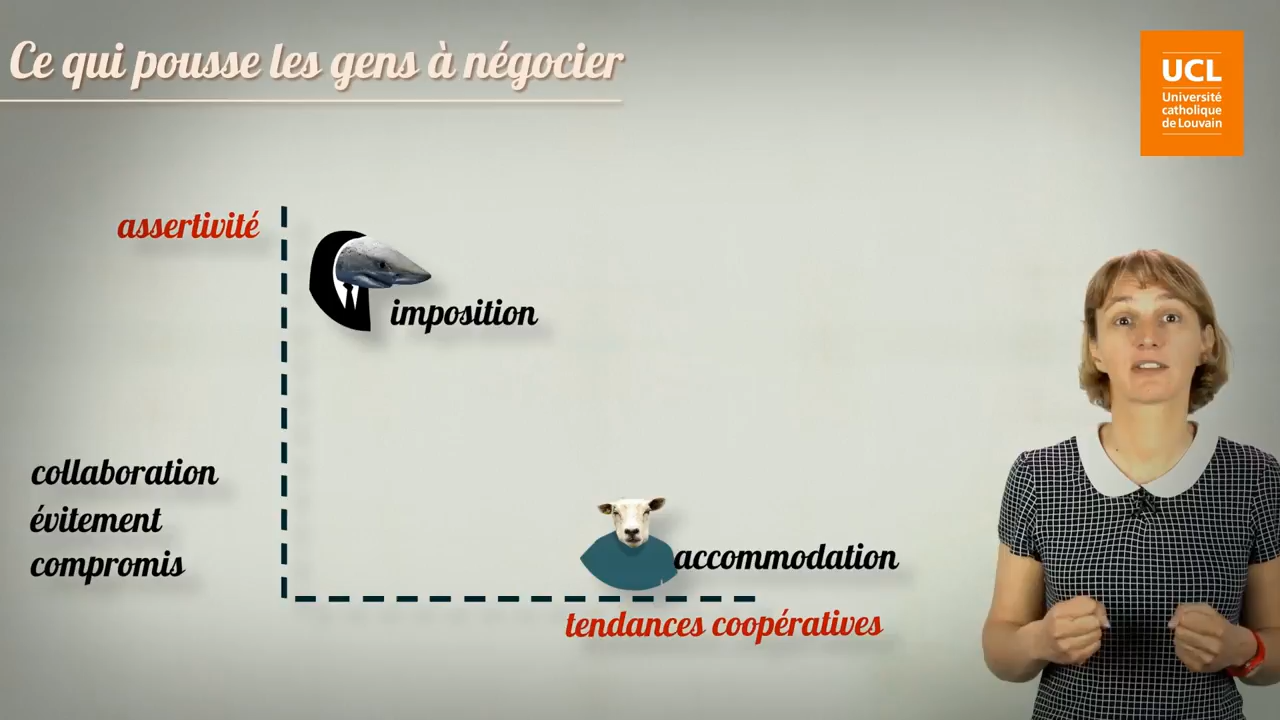 Ce qui pousse les gens à négocier
UCL
Université
catholique
de Louvain
assertivité
imposition
collaboration
évitement
compromis
accommodation
tendances coopératives